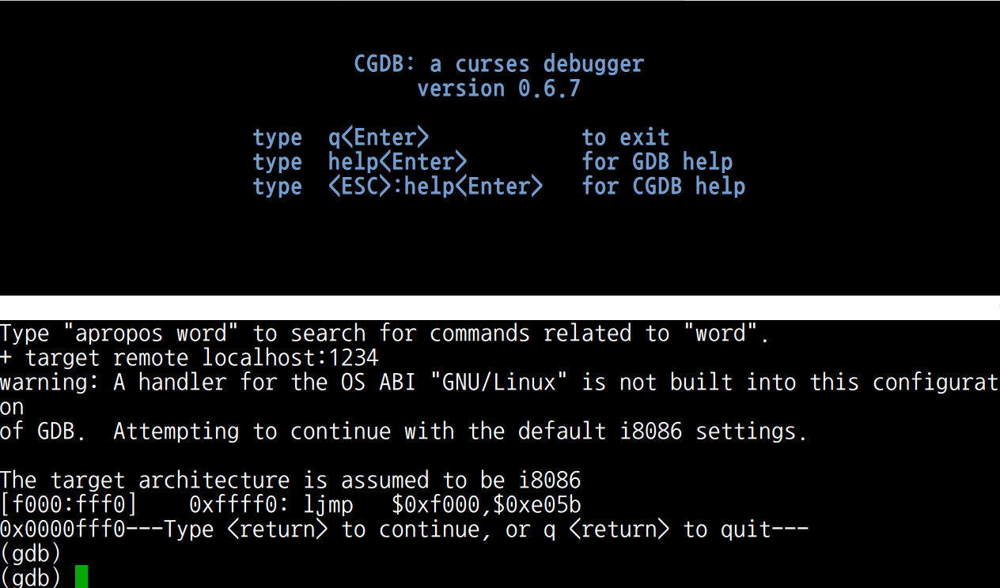 CGDB: a curses debugger
version 0.6.7
type  q<Enter>            to exit
type  help<Enter>         for GDB help
type  <ESC>:help<Enter>   for CGDB help
Type "apropos word" to search for commands related to "word".
+ target remote localhost:1234
warning: A handler for the OS ABI "GNU/Linux" is not built into this configurat
on
of GDB.  Attempting to continue with the default i8086 settings.
The target architecture is assumed to be i8086
[f000:fff0]    0xffff0: ljmp   $0xf000,$0xe05b
0x0000fff0---Type <return> to continue, or q <return> to quit---
(gdb)
(gdb)